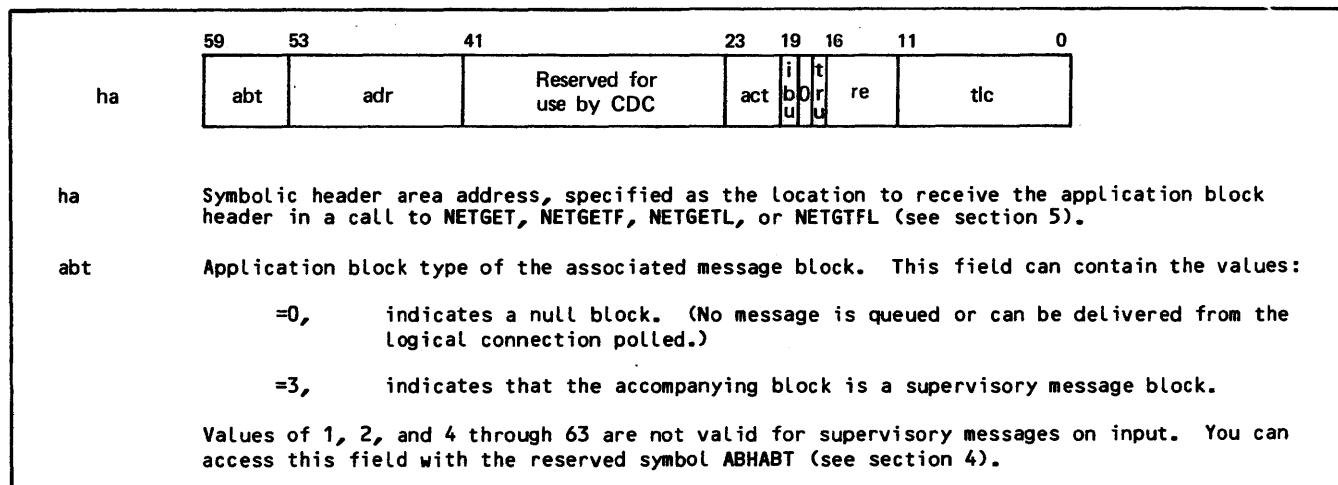 59 53 41 23 19 16 11 0
ha abt adr Reserved for use by CDC act ibu 0 tru re tlc
ha Symbolic header area address, specified as the location to receive the application block
header in a call to NETGET, NETGETF, NETGETL, or NETGTFL (see section 5).
abt Application block type of the associated message block. This field can contain the values:
=0, indicates a null block. (No message is queued or can be delivered from the
logical connection polled.)
=3, indicates that the accompanying block is a supervisory message block.
Values of 1, 2, and 4 through 63 are not valid for supervisory messages on input. You can
access this field with the reserved symbol ABHABT (see section 4).